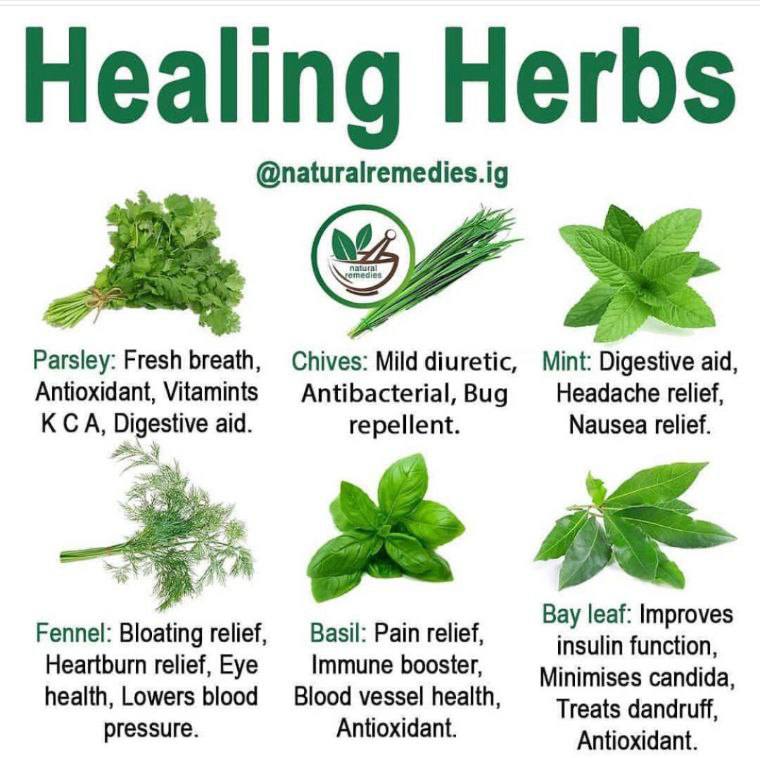 Healing Herbs
@naturalremedies.ig
natural
remedies
Parsley: Fresh breath,
Antioxidant, Vitamints
K C A, Digestive aid.
Chives: Mild diuretic,
Antibacterial, Bug
repellent.
Mint: Digestive aid,
Headache relief,
Nausea relief.
Fennel: Bloating relief,
Heartburn relief, Eye
health, Lowers blood
pressure.
Basil: Pain relief,
Immune booster,
Blood vessel health,
Antioxidant.
Bay leaf: Improves
insulin function,
Minimises candida,
Treats dandruff,
Antioxidant.